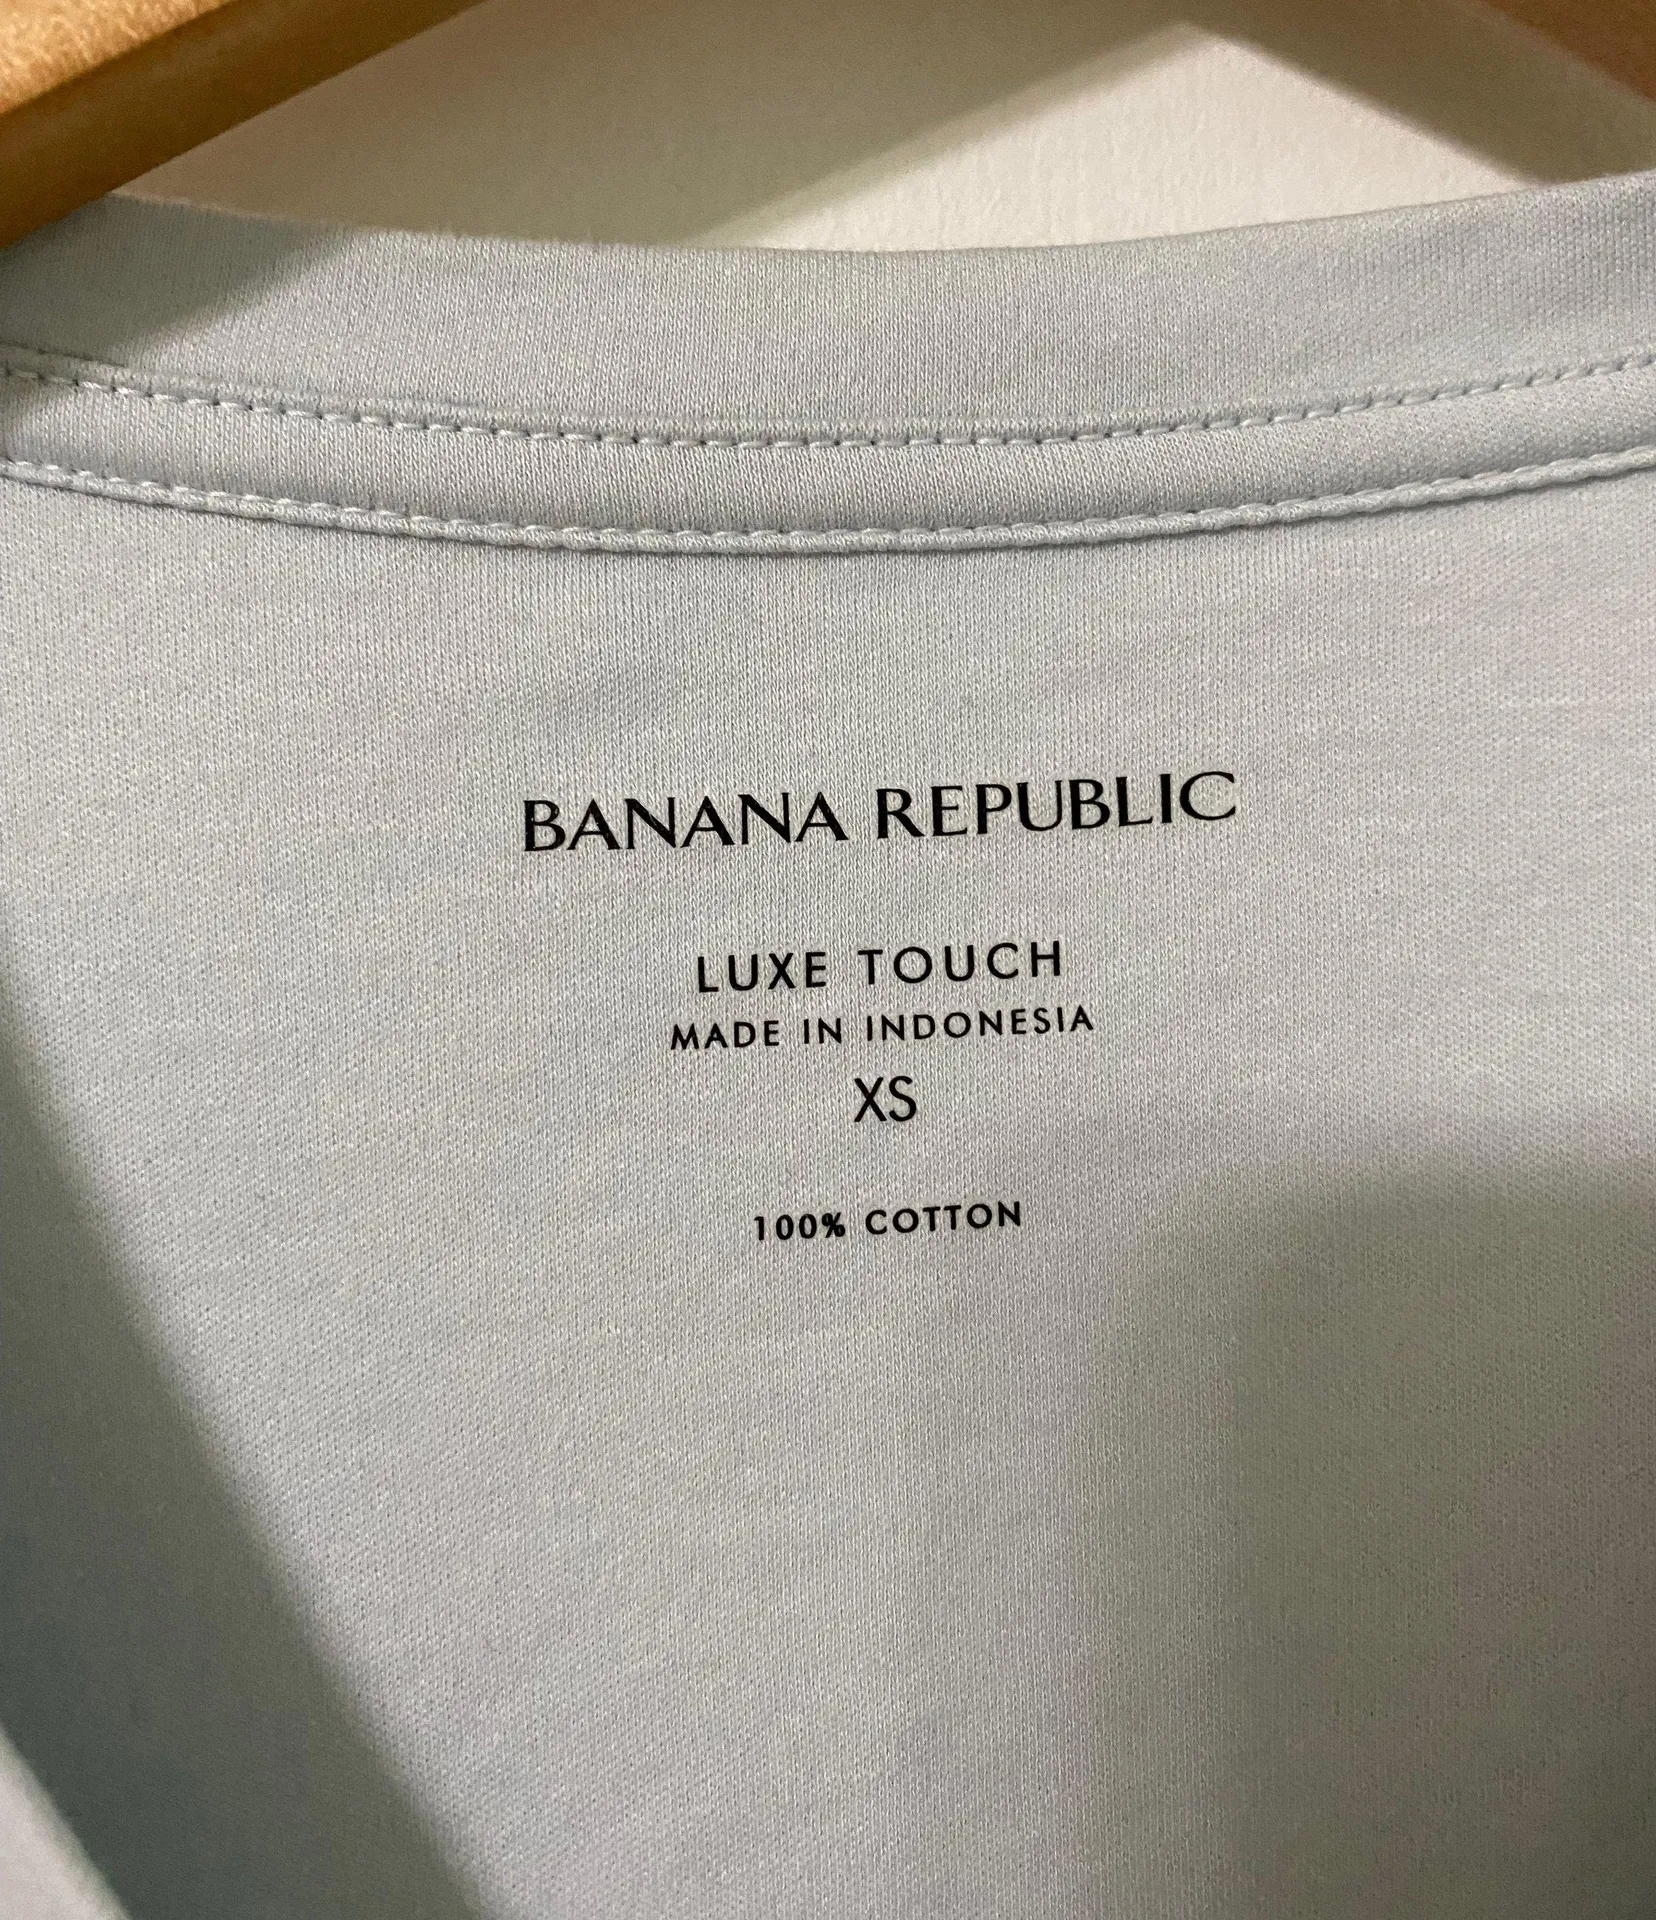 BANANA REPUBLIC
LUXE TOUCH
MADE IN INDONESIA
XS
100% COTTON